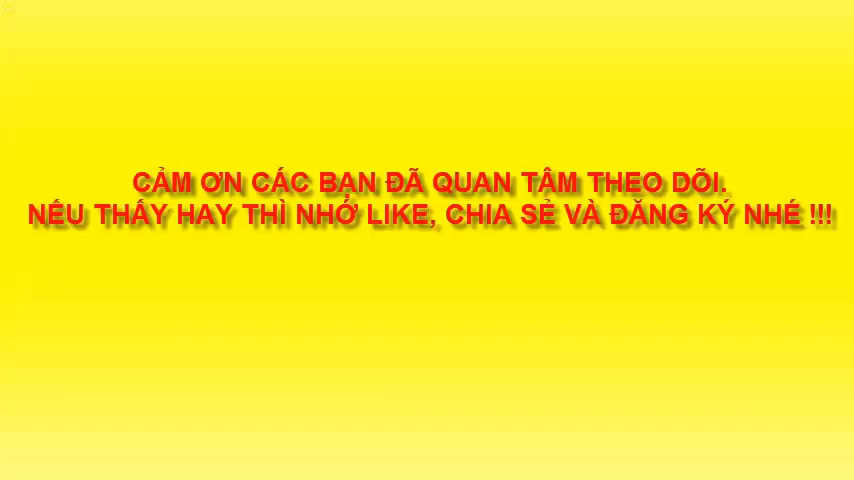 CẢM ƠN CÁC BẠN ĐÃ QUAN TÂM THEO DÕI.
NẾU THẤY HAY THÌ NHỚ LIKE, CHIA SẺ VÀ ĐĂNG KÝ NHÉ !!!